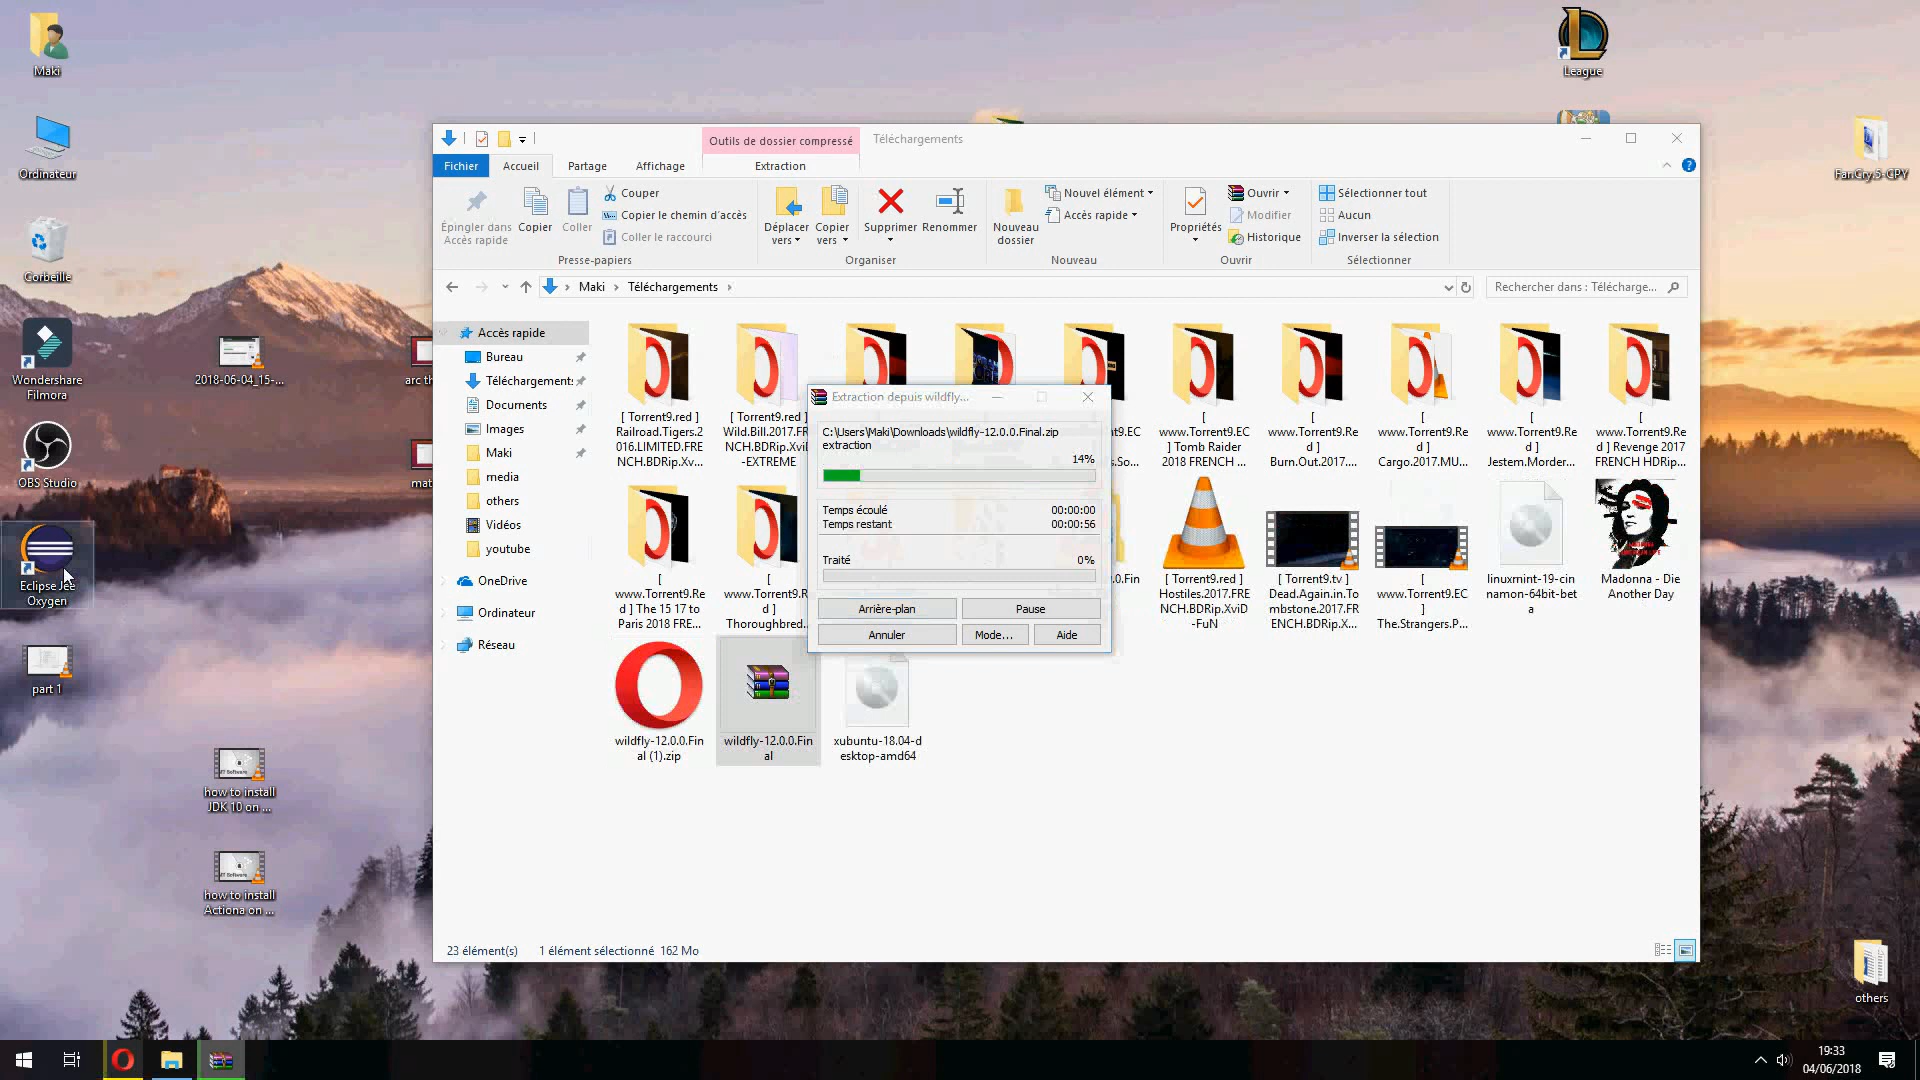 Maki
Ordinateur
Corbeille
Wondershare
Filmora
OBS Studio
Eclipse Jee
Oxygen
part 1
2018-06-04_15-...
arc th
mat
how to install
JDK 10 on ...
how to install
Actiona on ...
League
others
Outils de dossier compressé
Téléchargements
Fichier
Accueil
Partage
Affichage
Extraction
Épingler dans
Accès rapide
Copier
Coller
Couper
Copier le chemin d'accès
Coller le raccourci
Presse-papiers
Déplacer
vers
Copier
vers
Supprimer
Renommer
Organiser
Nouveau
dossier
Nouvel élément
Accès rapide
Nouveau
Propriétés
Ouvrir
Modifier
Historique
Ouvrir
Sélectionner tout
Aucun
Inverser la sélection
Sélectionner
Maki
Téléchargements
Rechercher dans : Télécharge...
Accès rapide
Bureau
Téléchargement
Documents
Images
Maki
media
others
Vidéos
youtube
OneDrive
Ordinateur
Réseau
[ Torrent9.red ]
Railroad.Tigers.2
016.LIMITED.FRE
NCH.BDRip.Xv...
[ Torrent9.red ]
Wild.Bill.2017.FR
ENCH.BDRip.Xvi
-EXTREME
[
www.Torrent9.EC
] Tomb Raider
2018 FRENCH ...
[
www.Torrent9.Re
d ]
Burn.Out.2017....
[
www.Torrent9.Re
d ]
Cargo.2017.MU...
[
www.Torrent9.Re
d ]
Jestem.Morder...
[
www.Torrent9.Re
d ] Revenge 2017
FRENCH HDRip...
[
www.Torrent9.Re
d ] The 15 17 to
Paris 2018 FRE...
[
www.Torrent9.R
d ]
Thoroughbred...
[ Torrent9.red ]
Hostiles.2017.FRE
NCH.BDRip.XviD
-FuN
[ Torrent9.tv ]
Dead.Again.in.To
mbstone.2017.FR
ENCH.BDRip.X...
[
www.Torrent9.EC
]
The.Strangers.P...
linuxmint-19-cin
namon-64bit-bet
a
Madonna - Die
Another Day
wildfly-12.0.0.Fin
al (1).zip
wildfly-12.0.0.Fin
al
xubuntu-18.04-d
esktop-amd64
Extraction depuis wildfly...
C:\Users\Maki\Downloads\wildfly-12.0.0.Final.zip
extraction
14%
Temps écoulé 00:00:00
Temps restant 00:00:56
Traité 0%
Arrière-plan
Pause
Annuler
Mode...
Aide
23 élément(s)
1 élément sélectionné 162 Mo
19:33
04/06/2018